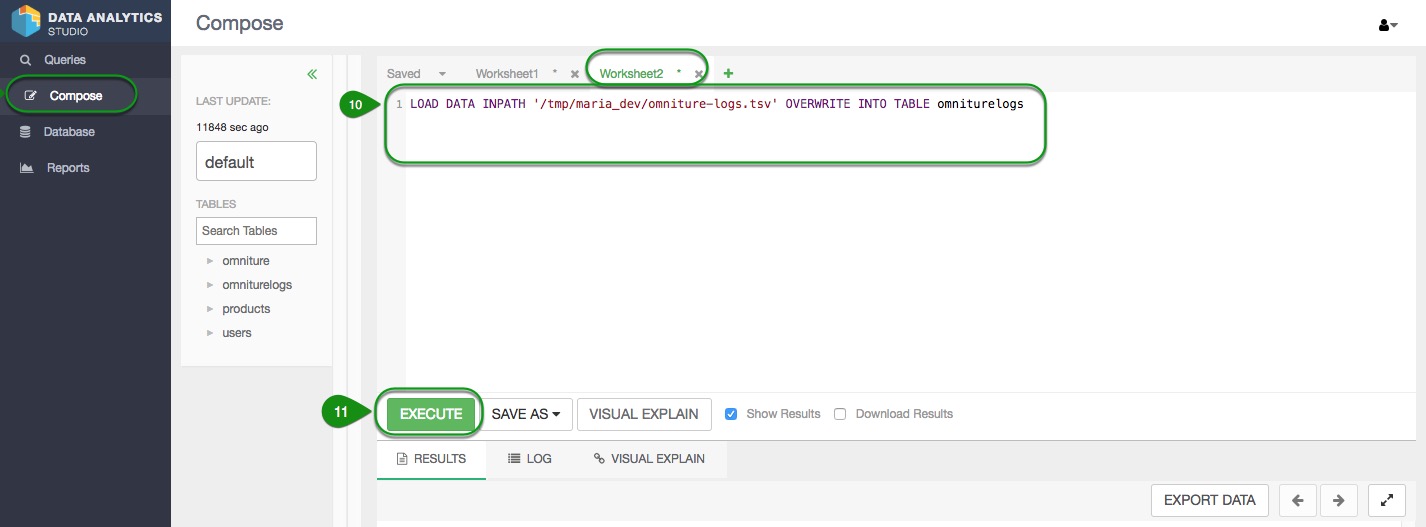 DATA ANALYTICS
STUDIO
Compose
Queries
Compose
Database
Reports
LAST UPDATE:
11848 sec ago
default
TABLES
Search Tables
omniture
omniturelogs
products
users
Saved
Worksheet1 *
Worksheet2 *
10
1 LOAD DATA INPATH '/tmp/maria_dev/omniture-logs.tsv' OVERWRITE INTO TABLE omniturelogs
11
EXECUTE
SAVE AS
VISUAL EXPLAIN
Show Results
Download Results
RESULTS
LOG
VISUAL EXPLAIN
EXPORT DATA